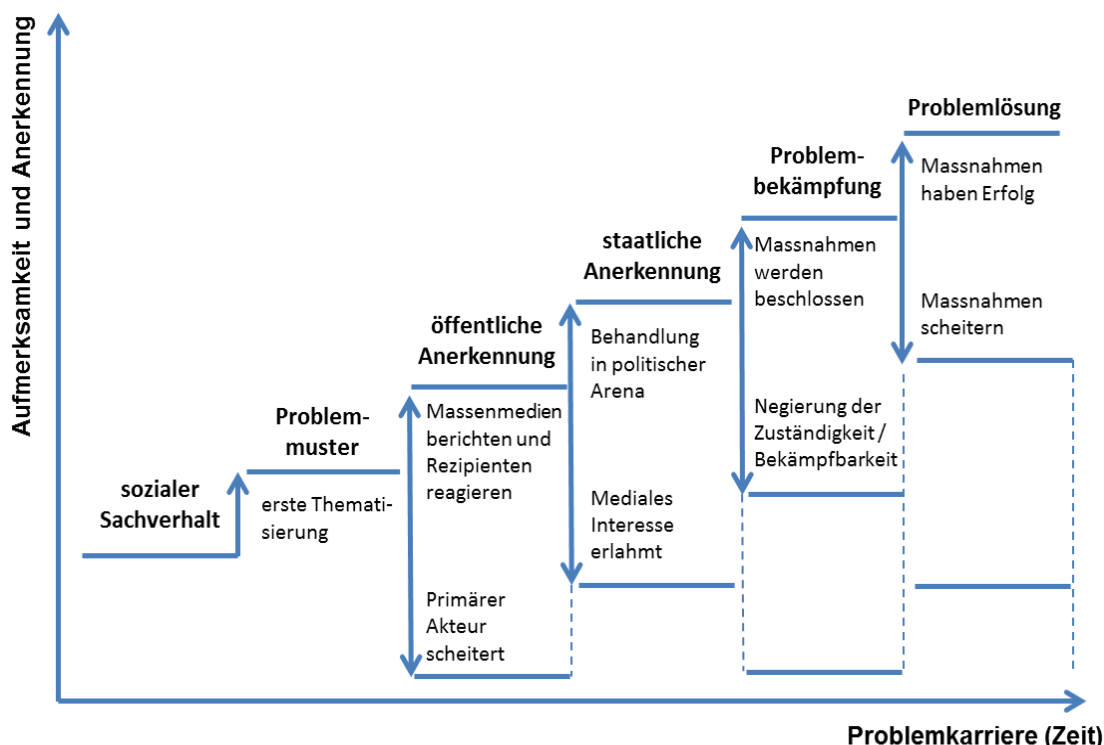 Aufmerksamkeit und Anerkennung
sozialer
Sachverhalt
Problem-
muster
erste Themati-
sierung
öffentliche
Anerkennung
Massenmedien
berichten und
Rezipienten
reagieren
Primärer
Akteur
scheitert
staatliche
Anerkennung
Behandlung
in politischer
Arena
Mediales
Interesse
erlahmt
Problem-
bekämpfung
Massnahmen
werden
beschlossen
Negierung der
Zuständigkeit /
Bekämpfbarkeit
Problemlösung
Massnahmen
haben Erfolg
Massnahmen
scheitern
Problemkarriere (Zeit)